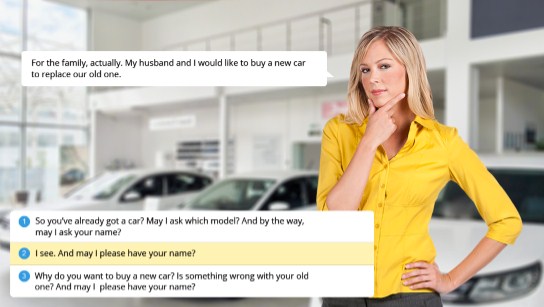 For the family, actually. My husband and I would like to buy a new car
to replace our old one.
1 So you've already got a car? May I ask which model? And by the way,
may I ask your name?
2 I see. And may I please have your name?
3 Why do you want to buy a new car? Is something wrong with your old
one? And may I please have your name?